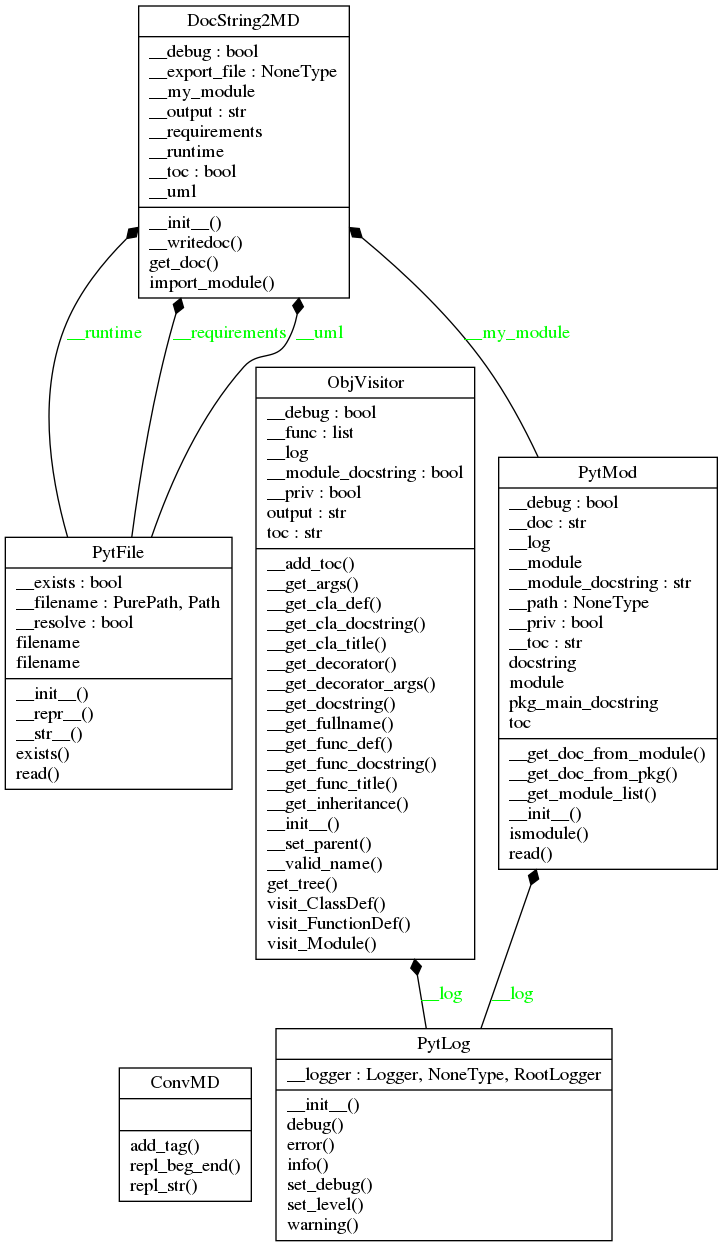 DocString2MD
__debug : bool
__export_file : NoneType
__my_module
__output : str
__requirements
__runtime
__toc : bool
__uml
__init__()
__writedoc()
get_doc()
import_module()
__runtime
__requirements
__uml
__my_module
ObjVisitor
__debug : bool
__func : list
__log
__module_docstring : bool
__priv : bool
output : str
toc : str
__add_toc()
__get_args()
__get_cla_def()
__get_cla_docstring()
__get_cla_title()
__get_decorator()
__get_decorator_args()
__get_docstring()
__get_fullname()
__get_func_def()
__get_func_docstring()
__get_func_title()
__get_inheritance()
__init__()
__set_parent()
__valid_name()
get_tree()
visit_ClassDef()
visit_FunctionDef()
visit_Module()
PytMod
__debug : bool
__doc : str
__log
__module
__module_docstring : str
__path : NoneType
__priv : bool
__toc : str
docstring
module
pkg_main_docstring
toc
__get_doc_from_module()
__get_doc_from_pkg()
__get_module_list()
__init__()
ismodule()
read()
PytFile
__exists : bool
__filename : PurePath, Path
__resolve : bool
filename
filename
__init__()
__repr__()
__str__()
exists()
read()
__log
__log
PytLog
__logger : Logger, NoneType, RootLogger
__init__()
debug()
error()
info()
set_debug()
set_level()
warning()
ConvMD
add_tag()
repl_beg_end()
repl_str()